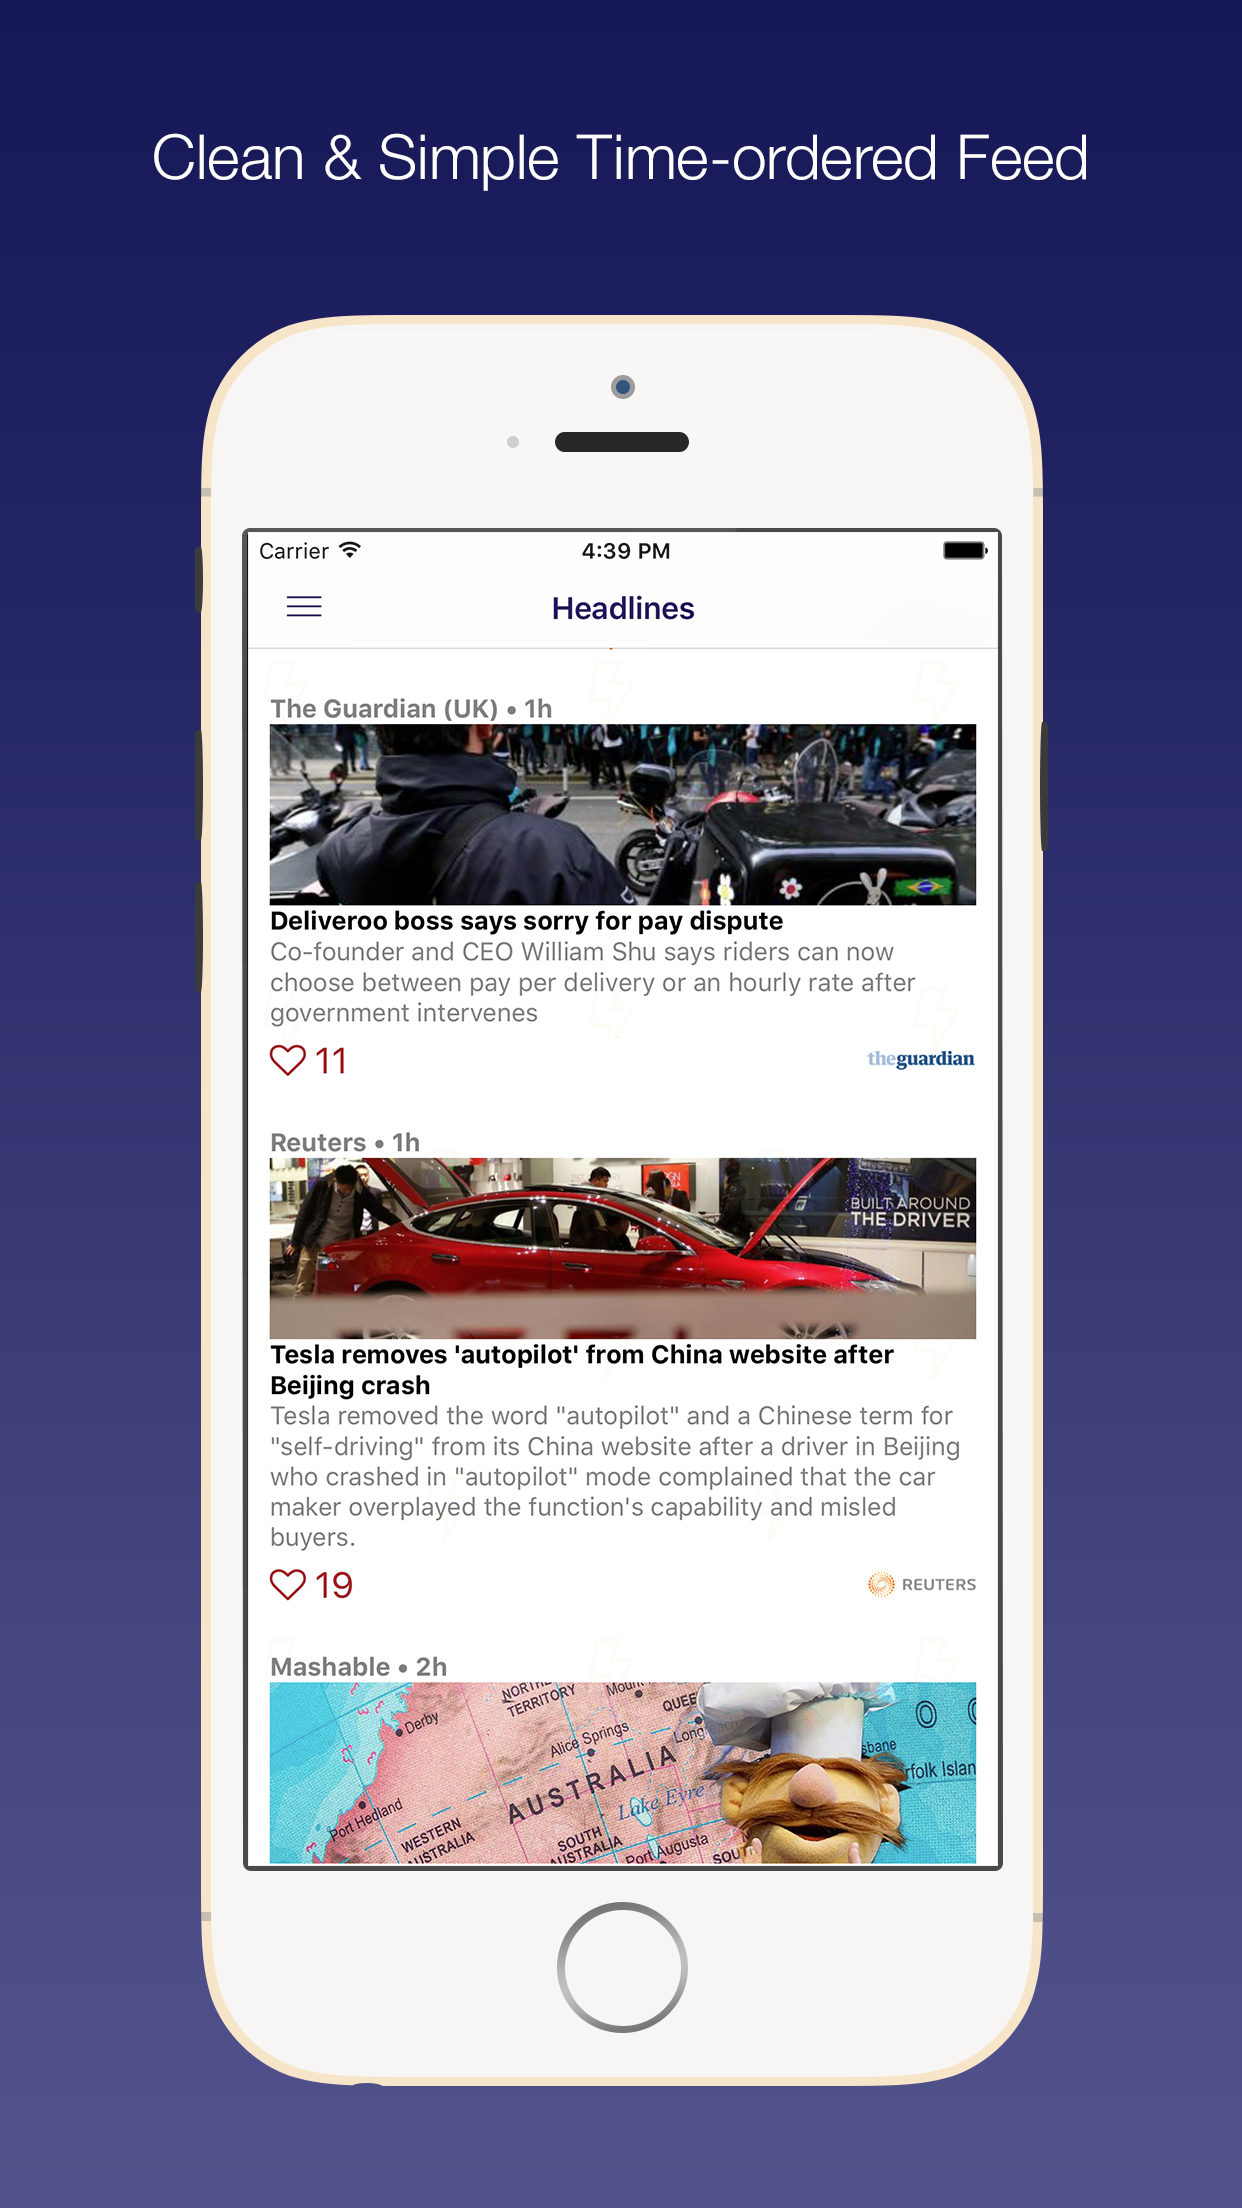 Clean & Simple Time-ordered Feed
Carrier
4:39 PM
Headlines
The Guardian (UK) • 1h
Deliveroo boss says sorry for pay dispute
Co-founder and CEO William Shu says riders can now
choose between pay per delivery or an hourly rate after
government intervenes
11
theguardian
Reuters • 1h
BUILT AROUND
THE DRIVER
Tesla removes 'autopilot' from China website after
Beijing crash
Tesla removed the word "autopilot" and a Chinese term for
"self-driving" from its China website after a driver in Beijing
who crashed in "autopilot" mode complained that the car
maker overplayed the function's capability and misled
buyers.
19
REUTERS
Mashable • 2h
TERRITORY
Derby
Alice Springs
AUSTRALIA
Lake Eyre
Port Hedland
WESTERN
AUSTRALIA
SOUTH
AUSTRALIA
Port Augusta